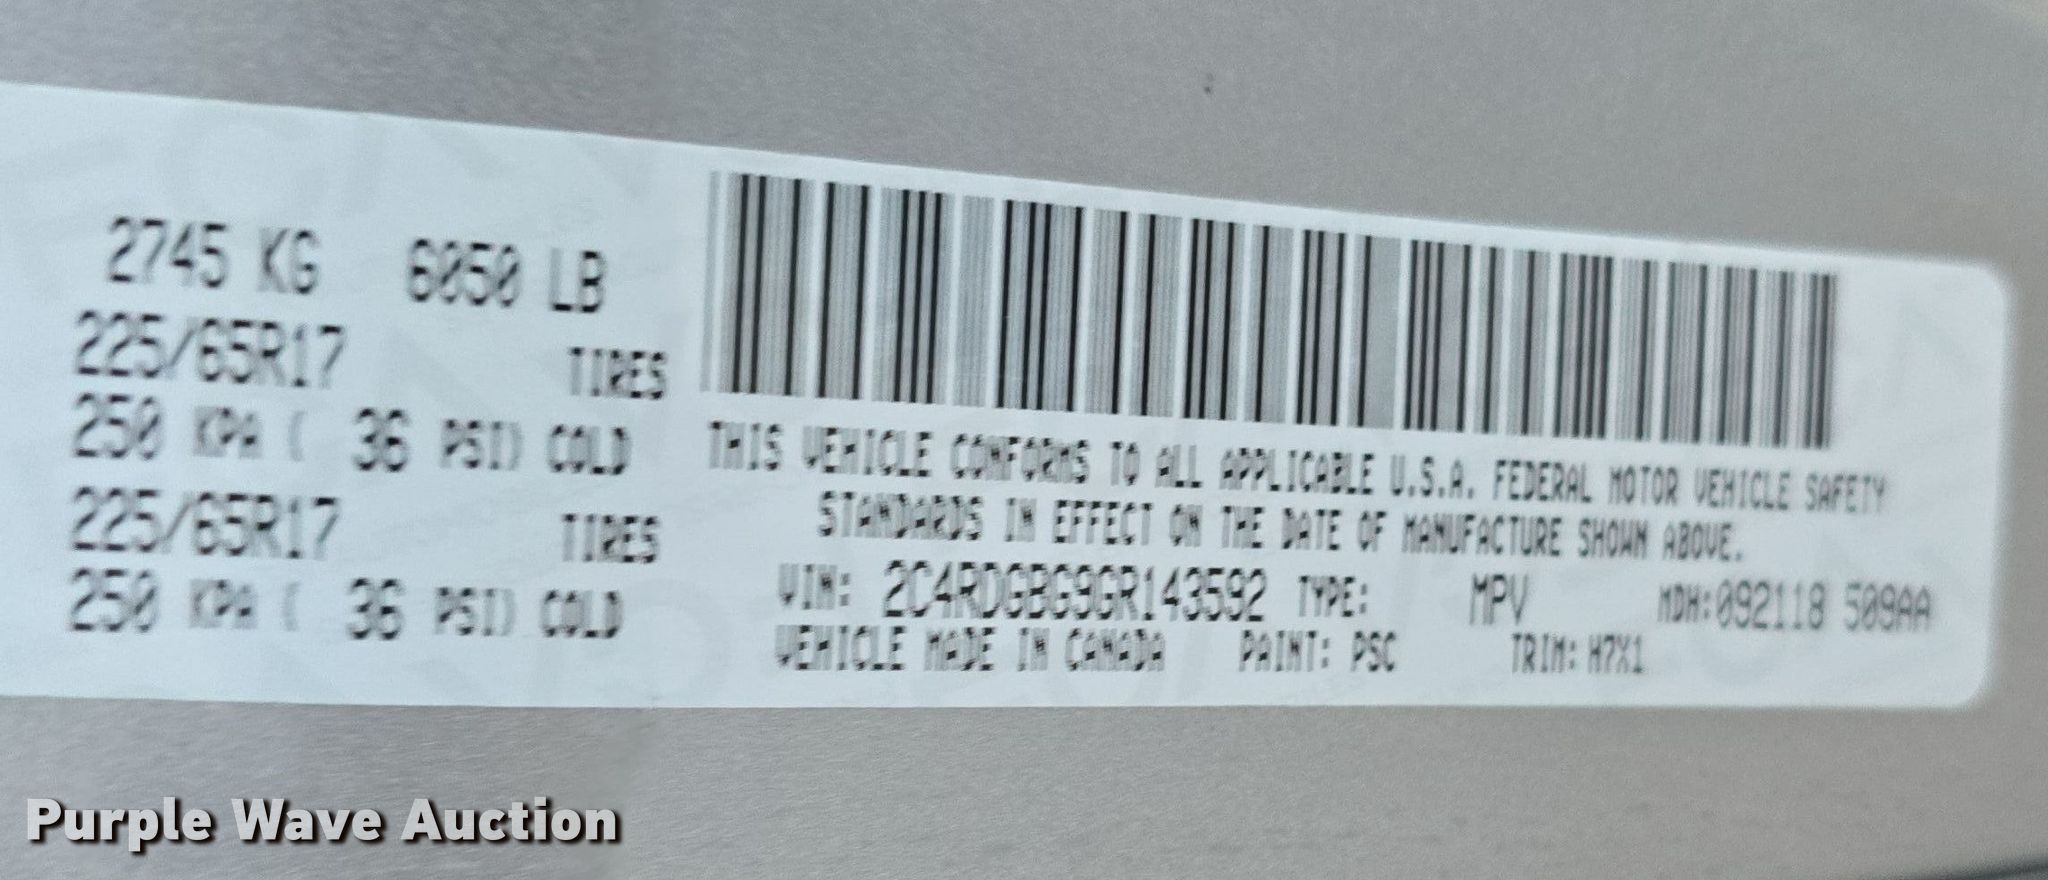 2745 KG 6050 LB
225/65R17 TIRES
250 KPA ( 36 PSI) COLD
225/65R17 TIRES
250 KPA ( 36 PSI) COLD
THIS VEHICLE CONFORMS TO ALL APPLICABLE U.S.A. FEDERAL MOTOR VEHICLE SAFETY
STANDARDS IN EFFECT ON THE DATE OF MANUFACTURE SHOWN ABOVE.
VIN: 2C4RDGBG9GR143592 TYPE: MPV MDH:092118 509AA
VEHICLE MADE IN CANADA PAINT: PSC TRIM: H7X1
Purple Wave Auction